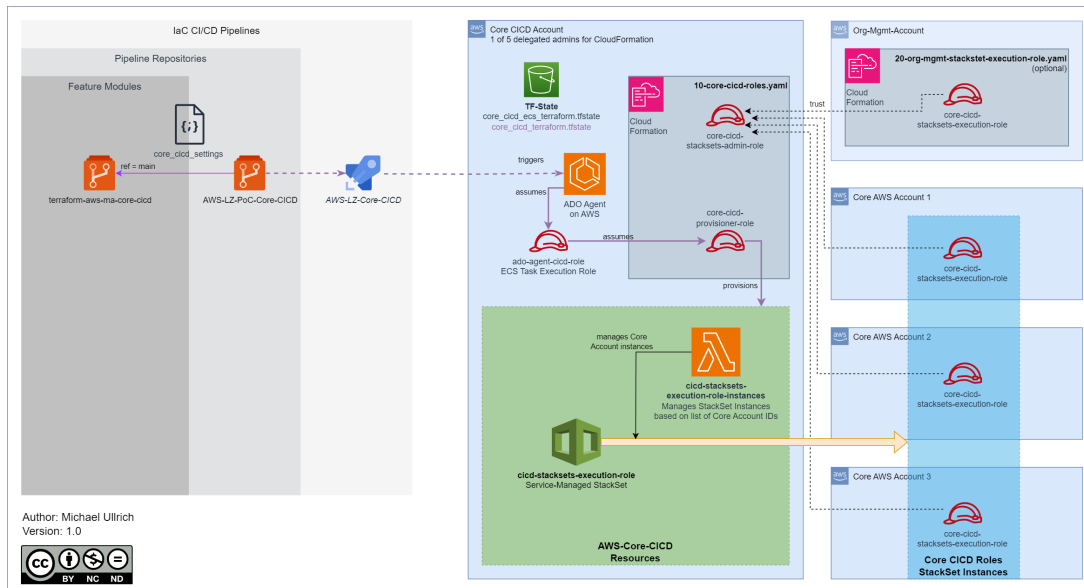 IaC CI/CD Pipelines
Pipeline Repositories
Feature Modules
{;}
core_cicd_settings
ref = main
terraform-aws-ma-core-cicd
AWS-LZ-PoC-Core-CICD
AWS-LZ-Core-CICD
aws
Core CICD Account
1 of 5 delegated admins for CloudFormation
TF-State
core_cicd_ecs_terraform.tfstate
core_cicd_terraform.tfstate
triggers
ADO Agent
on AWS
assumes
ado-agent-cicd-role
ECS Task Execution Role
assumes
10-core-cicd-roles.yaml
Cloud
Formation
core-cicd-
stacksets-admin-role
core-cicd-
provisioner-role
provisions
manages Core
Account instances
cicd-stacksets-
execution-role-instances
Manages StackSet Instances
based on list of Core Account IDs
cicd-stacksets-execution-role
Service-Managed StackSet
AWS-Core-CICD
Resources
aws
Org-Mgmt-Account
20-org-mgmt-stackstet-execution-role.yaml
(optional)
Cloud
Formation
core-cicd-
stacksets-execution-role
trust
aws
Core AWS Account 1
core-cicd-
stacksets-execution-role
aws
Core AWS Account 2
core-cicd-
stacksets-execution-role
aws
Core AWS Account 3
core-cicd-
stacksets-execution-role
Core CICD Roles
StackSet Instances
Author: Michael Ullrich
Version: 1.0
cc
BY NC ND